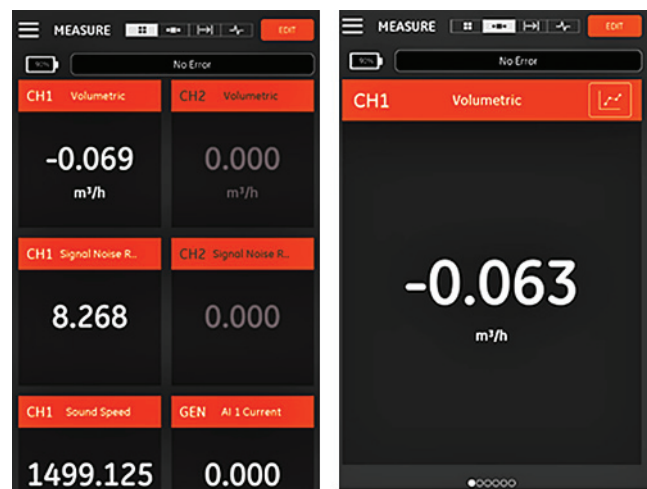 MEASURE EDIT
90% No Error
CH1 Volumetric CH2 Volumetric
-0.069 0.000
m³/h m³/h
CH1 Signal Noise R.. CH2 Signal Noise R..
8.268 0.000
CH1 Sound Speed GEN AI 1 Current
1499.125 0.000
MEASURE EDIT
90% No Error
CH1 Volumetric
-0.063
m³/h